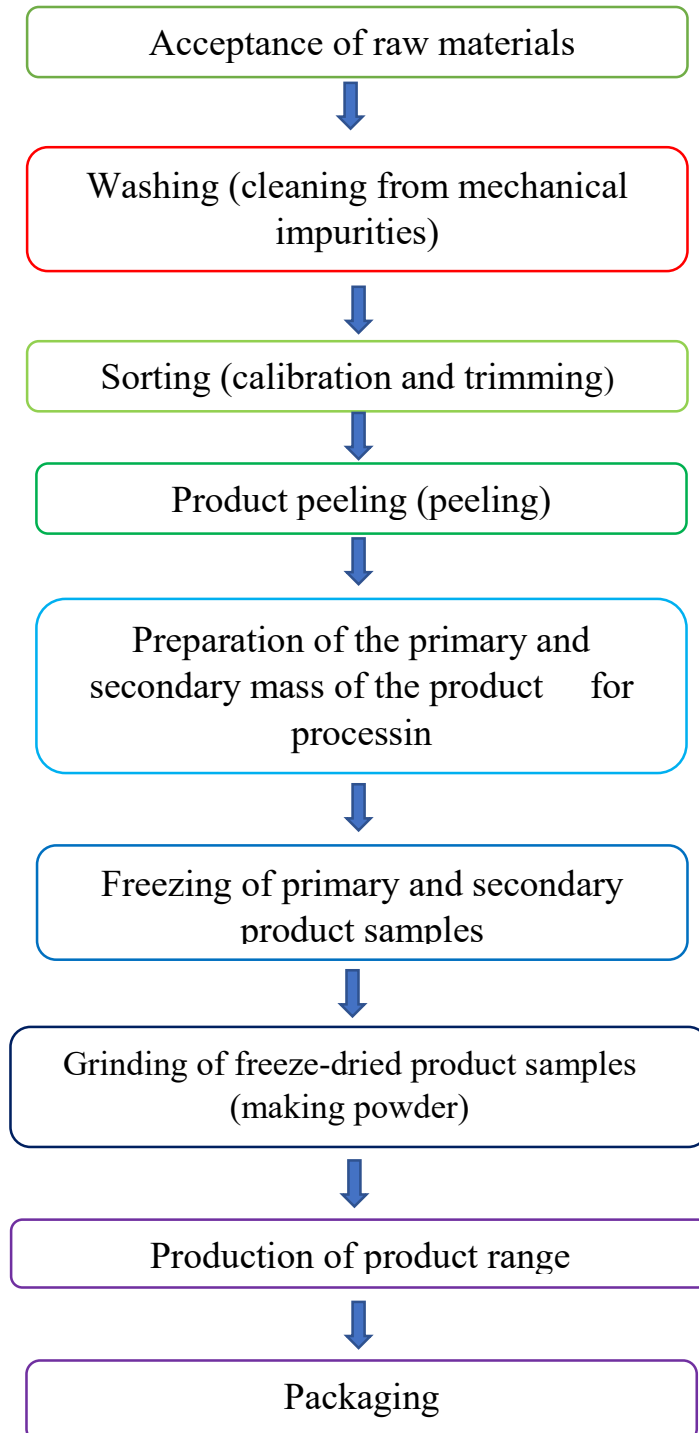 Acceptance of raw materials
Washing (cleaning from mechanical
impurities)
Sorting (calibration and trimming)
Product peeling (peeling)
Preparation of the primary and
secondary mass of the product for
processin
Freezing of primary and secondary
product samples
Grinding of freeze-dried product samples
(making powder)
Production of product range
Packaging